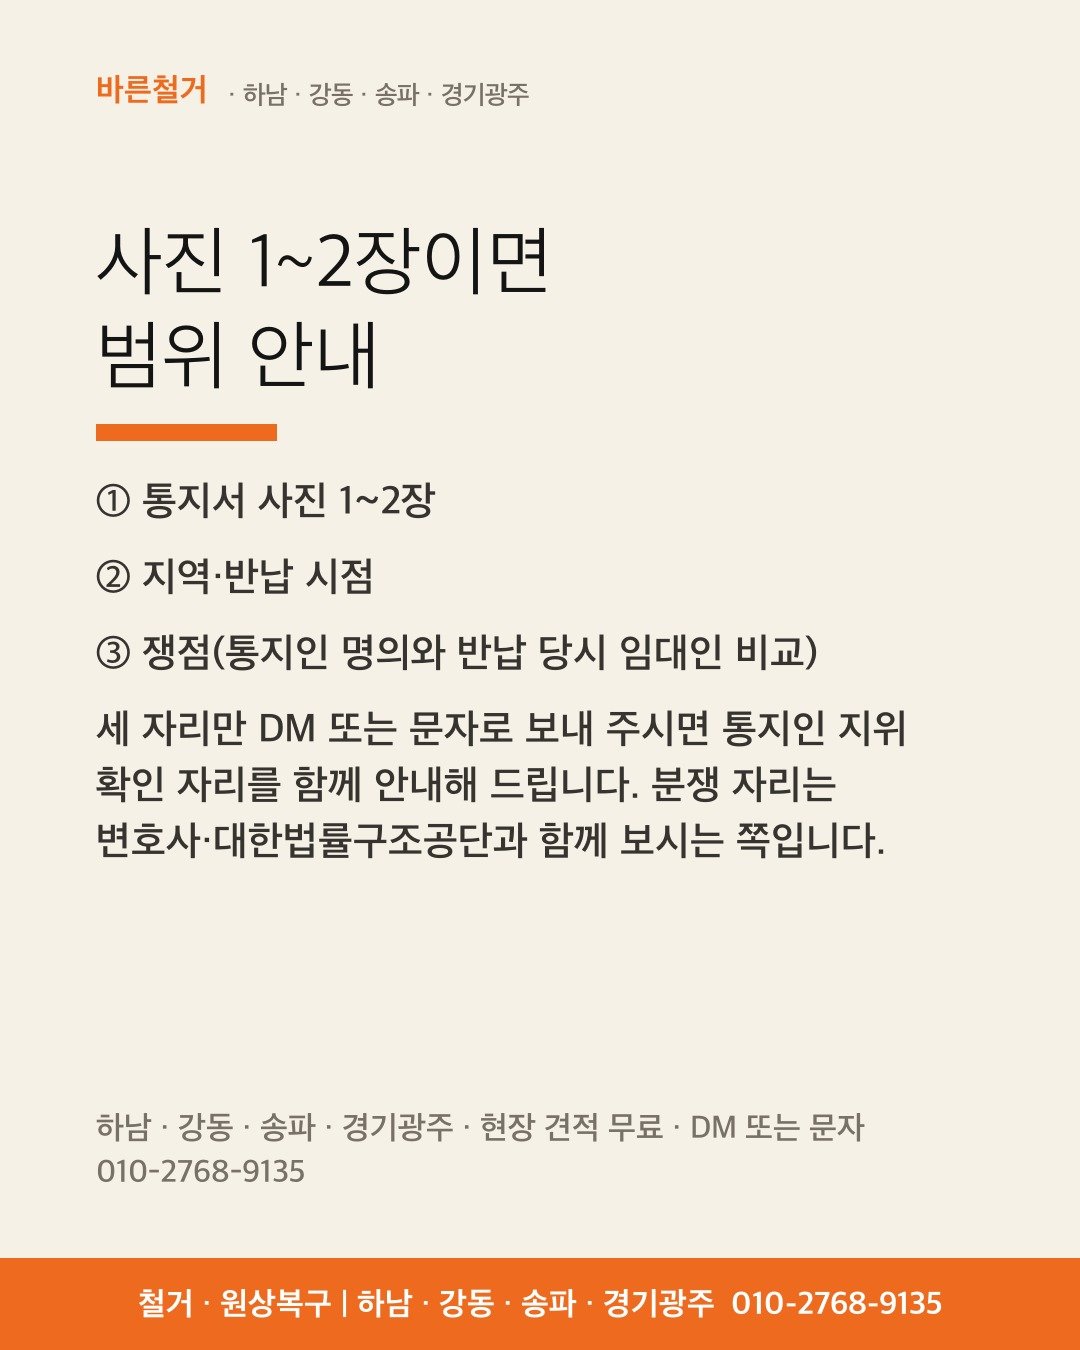 바른철거 · 하남 · 강동 · 송파 · 경기광주
사진 1~2장이면
범위 안내
① 통지서 사진 1~2장
② 지역·반납 시점
③ 쟁점(통지인 명의와 반납 당시 임대인 비교)
세 자리만 DM 또는 문자로 보내 주시면 통지인 지위
확인 자리를 함께 안내해 드립니다. 분쟁 자리는
변호사·대한법률구조공단과 함께 보시는 쪽입니다.
하남 · 강동 · 송파 · 경기광주 · 현장 견적 무료 · DM 또는 문자
010-2768-9135
철거 · 원상복구 | 하남 · 강동 · 송파 · 경기광주 010-2768-9135